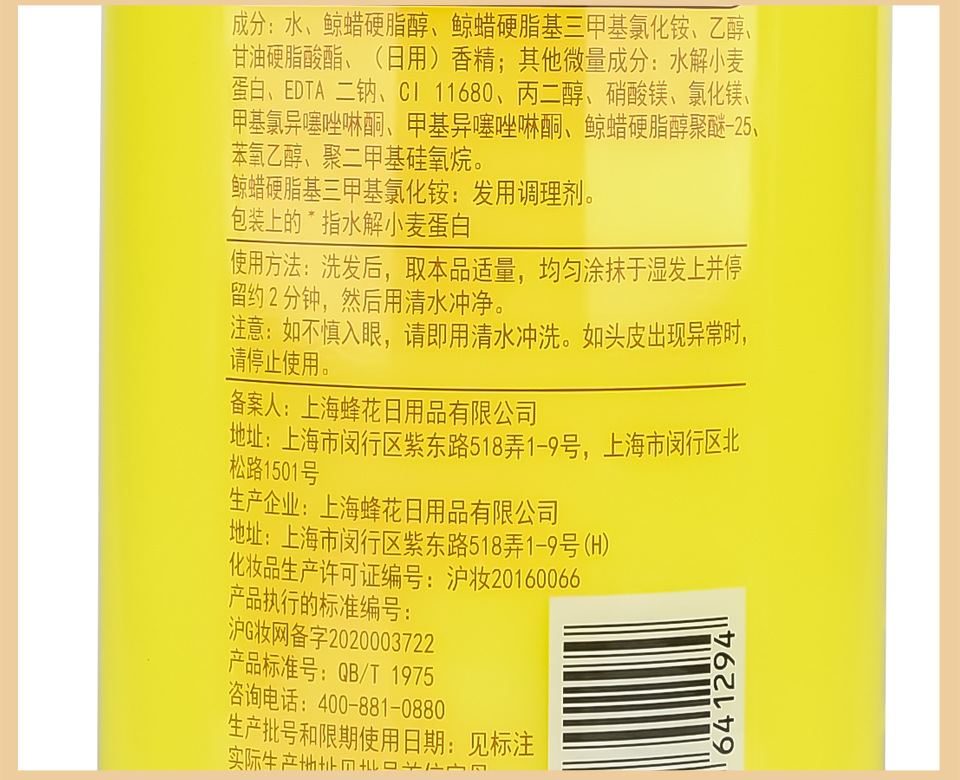 成分：水、鲸蜡硬脂醇、鲸蜡硬脂基三甲基氯化铵、乙醇、
甘油硬脂酸酯、（日用）香精；其他微量成分：水解小麦
蛋白、EDTA 二钠、CI 11680、丙二醇、硝酸镁、氯化镁、
甲基氯异噻唑啉酮、甲基异噻唑啉酮、鲸蜡硬脂醇聚醚-25、
苯氧乙醇、聚二甲基硅氧烷。
鲸蜡硬脂基三甲基氯化铵：发用调理剂。
包装上的 * 指水解小麦蛋白
使用方法：洗发后，取本品适量，均匀涂抹于湿发上并停
留约 2 分钟，然后用清水冲净。
注意：如不慎入眼，请即用清水冲洗。如头皮出现异常时，
请停止使用。
备案人：上海蜂花日用品有限公司
地址：上海市闵行区紫东路518弄1-9号，上海市闵行区北
松路1501号
生产企业：上海蜂花日用品有限公司
地址：上海市闵行区紫东路518弄1-9号(H)
化妆品生产许可证编号：沪妆20160066
产品执行的标准编号：
沪G妆网备字2020003722
产品标准号：QB/T 1975
咨询电话：400-881-0880
生产批号和限期使用日期：见标注
实际生产地址见批号首位字母
641294